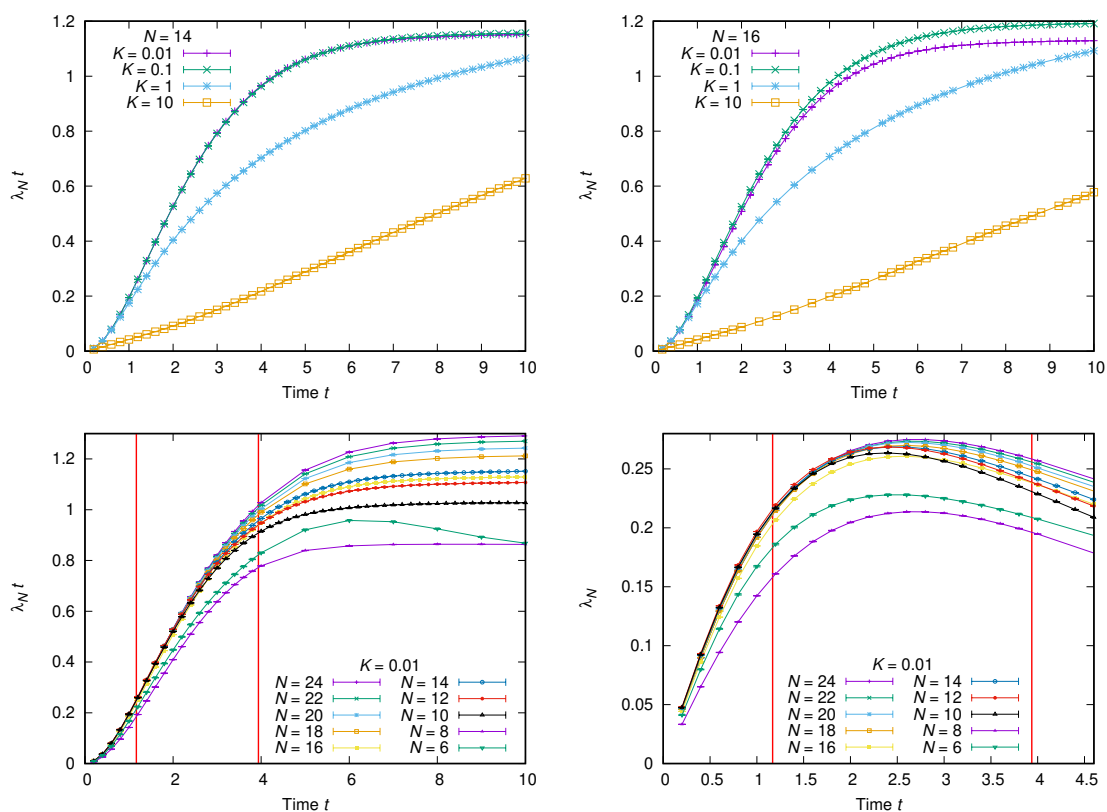 N = 14
K = 0.01
K = 0.1
K = 1
K = 10
λN t
0
0.2
0.4
0.6
0.8
1
1.2
0 1 2 3 4 5 6 7 8 9 10
Time t
N = 16
K = 0.01
K = 0.1
K = 1
K = 10
λN t
0
0.2
0.4
0.6
0.8
1
1.2
0 1 2 3 4 5 6 7 8 9 10
Time t
λN t
0
0.2
0.4
0.6
0.8
1.0
1.2
0 2 4 6 8 10
Time t
K = 0.01
N = 24 N = 14
N = 22 N = 12
N = 20 N = 10
N = 18 N = 8
N = 16 N = 6
λN
0
0.05
0.1
0.15
0.2
0.25
0 0.5 1 1.5 2 2.5 3 3.5 4 4.5
Time t
K = 0.01
N = 24 N = 14
N = 22 N = 12
N = 20 N = 10
N = 18 N = 8
N = 16 N = 6